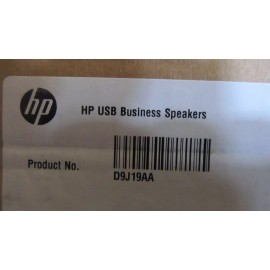 hp
HP USB Business Speakers
Product No.
D9J19AA